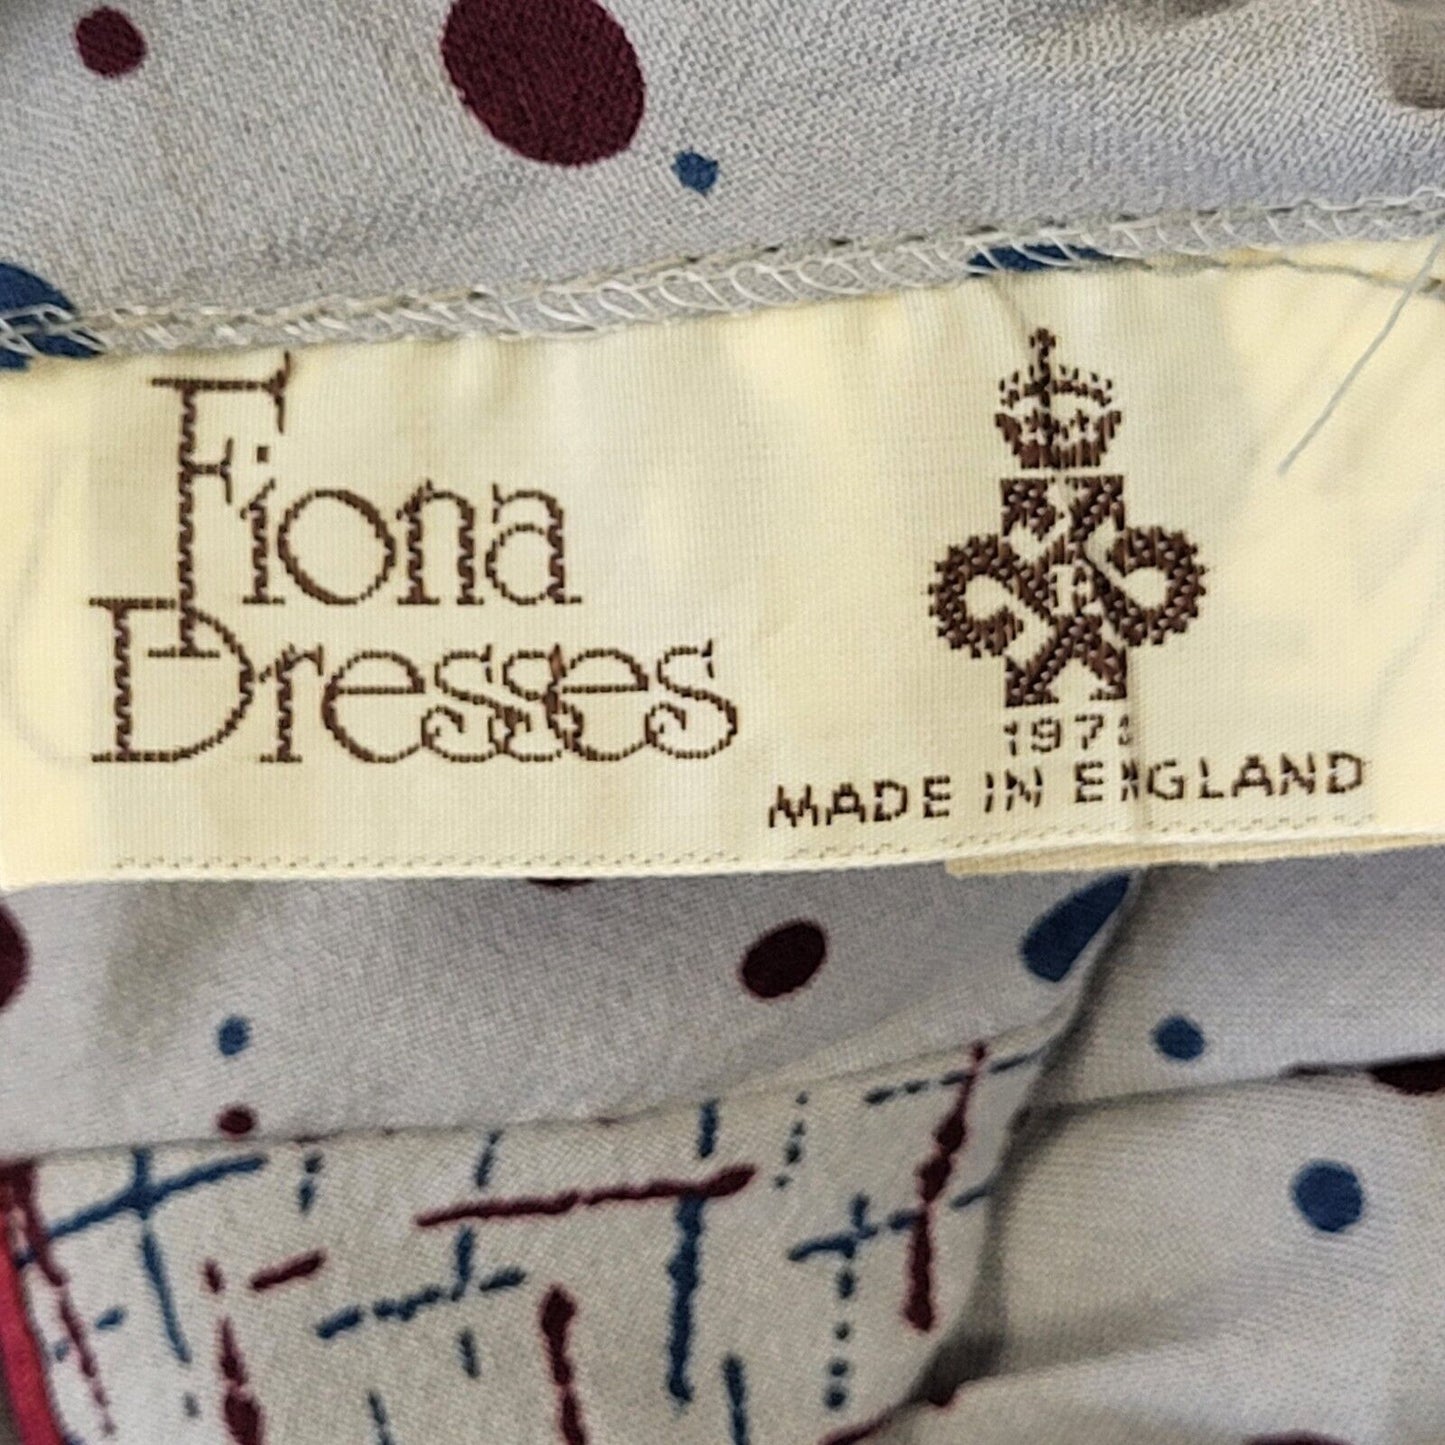 Fiona
Dresses
MADE IN ENGLAND